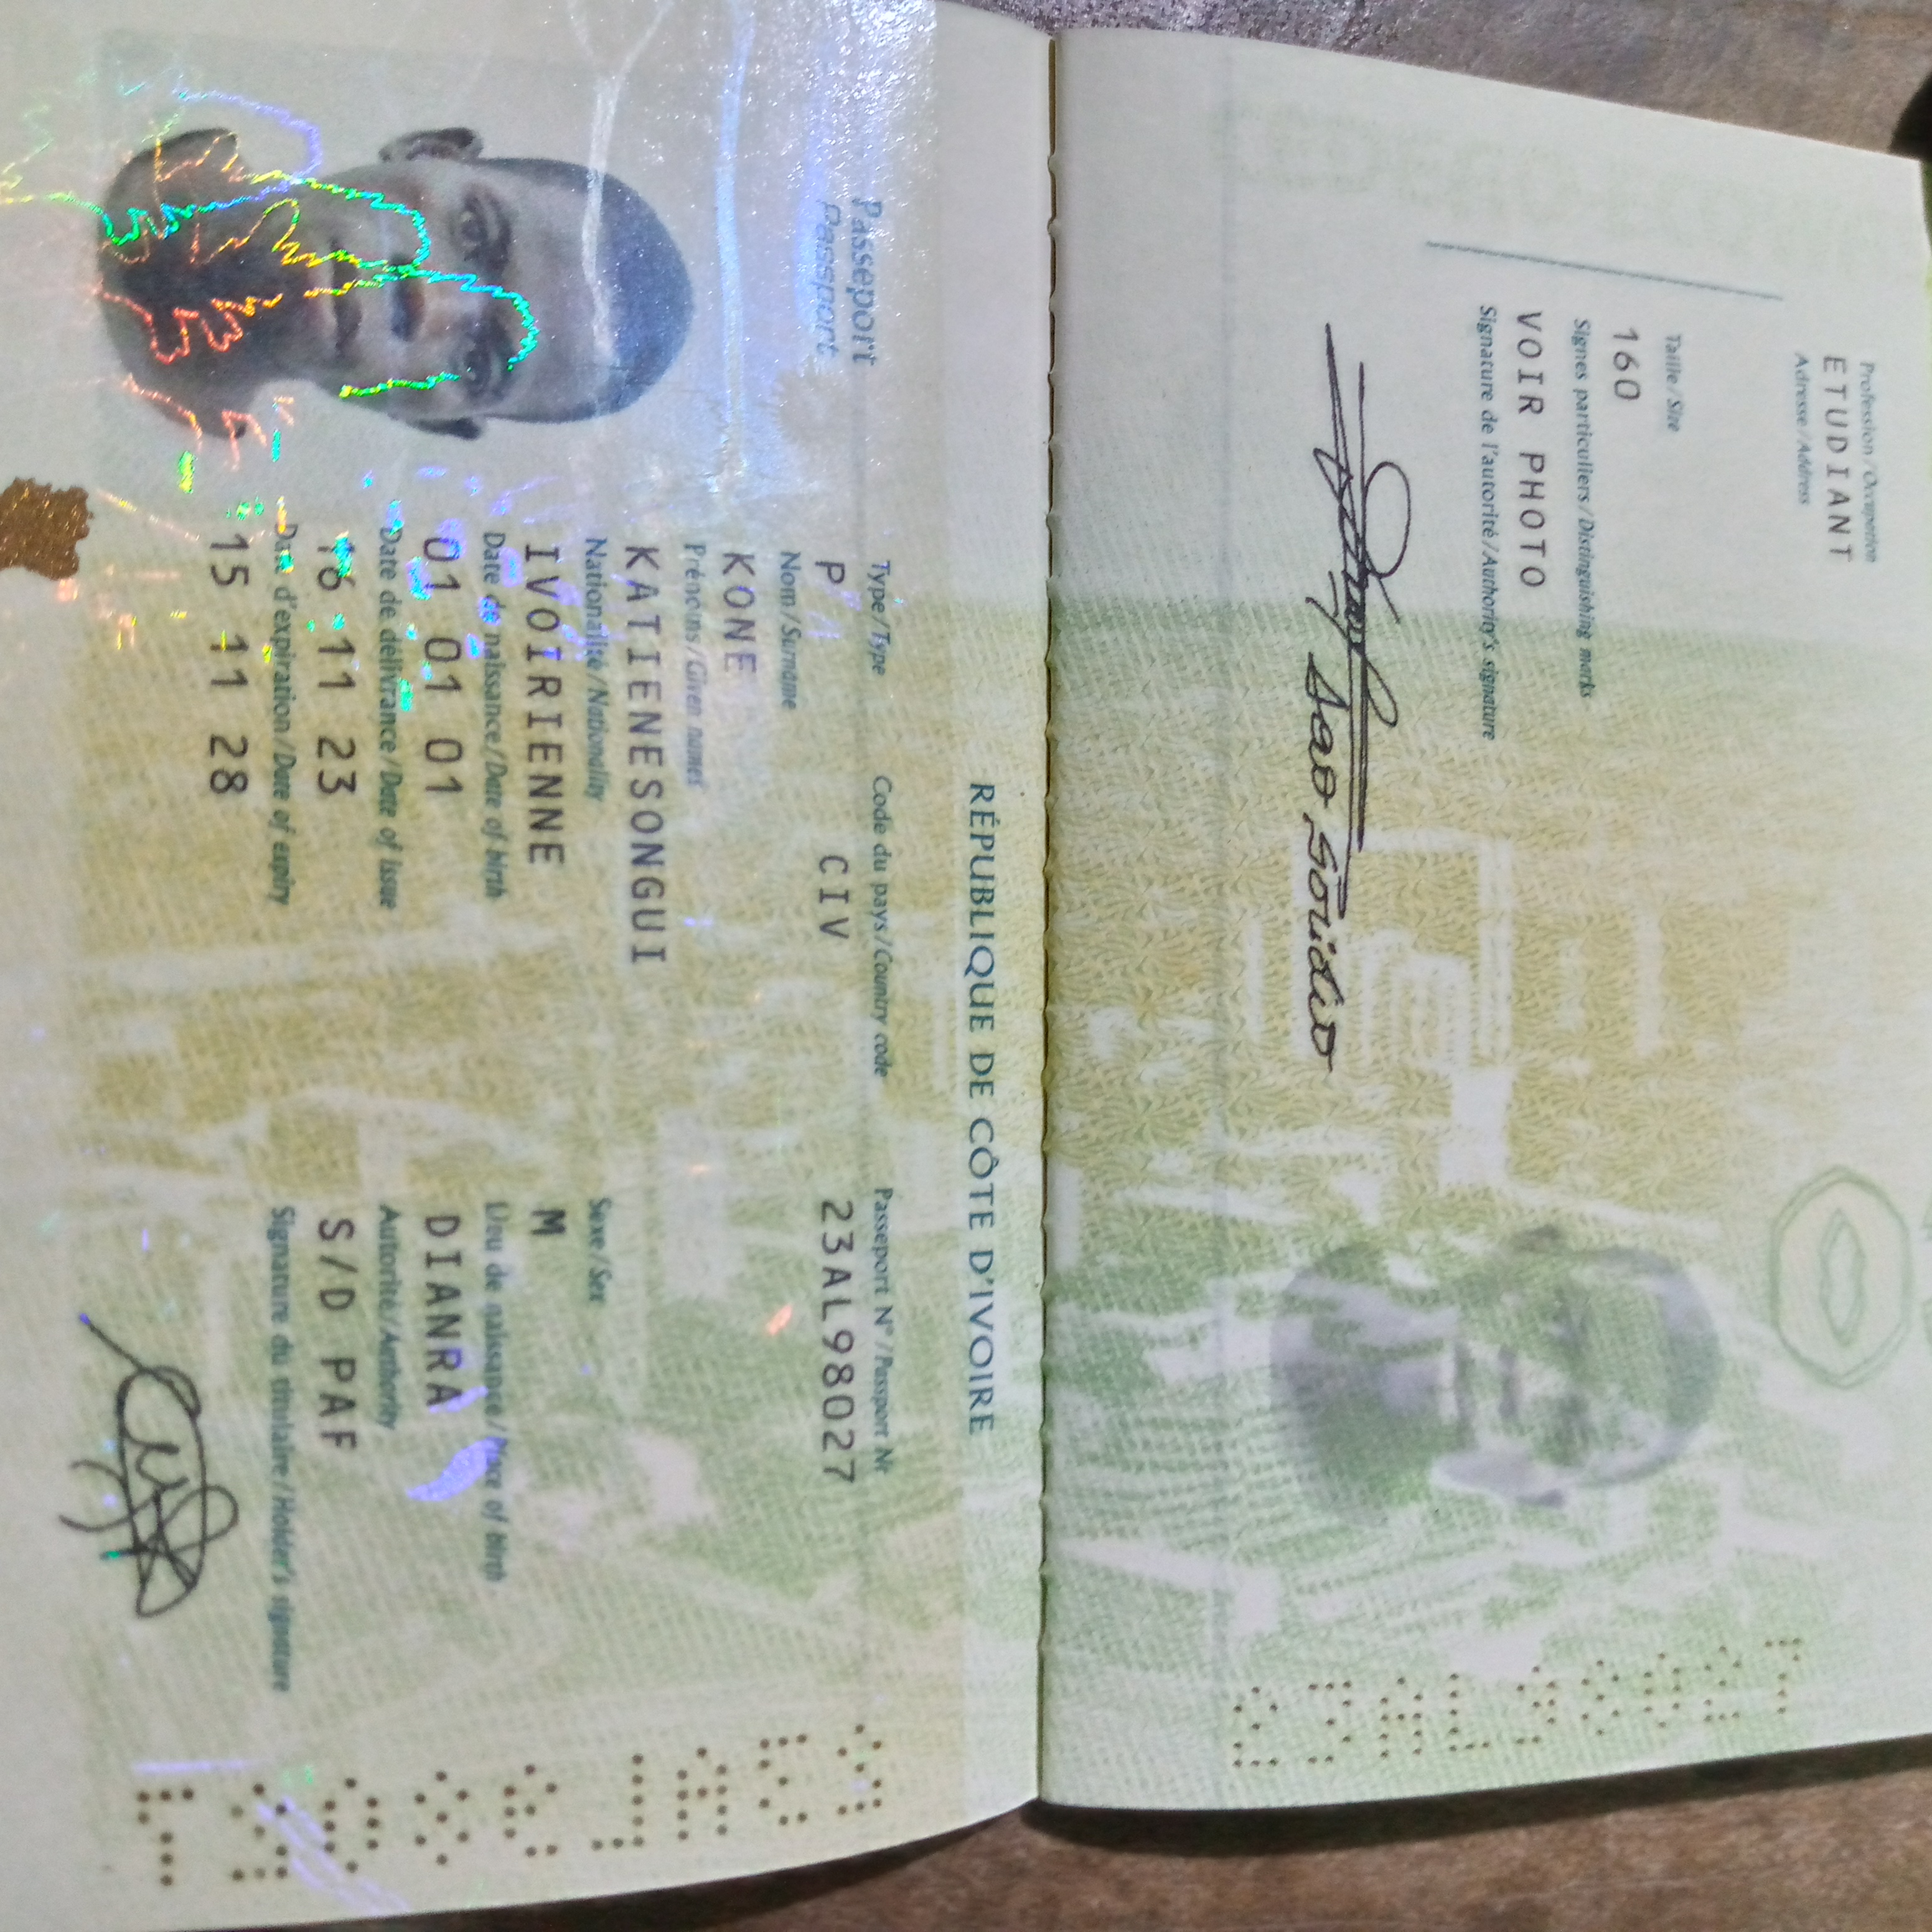 Profession / Occupation
ETUDIANT
Adresse / Address
Taille / Size
160
Signes particuliers / Distinguishing marks
VOIR PHOTO
Signature de l'autorité / Authority's signature
RÉPUBLIQUE DE CÔTE D'IVOIRE
Passeport
Passport
Type/Type Code du pays/Country code Passeport N°/Passport Nr
P CIV 23AL98027
Nom/Surname
KONE
Prénoms/Given names
KATIENESONGUI
Nationalité/Nationality Sexe/Sex
IVOIRIENNE M
Date de naissance/Date of birth Lieu de naissance/Place of birth
01 01 01 DIANRA
Date de délivrance/Date of issue Autorité/Authority
16 11 23 S/D PAF
Date d'expiration/Date of expiry Signature du titulaire/Holder's signature
15 11 28
23AL98027
23AL98027